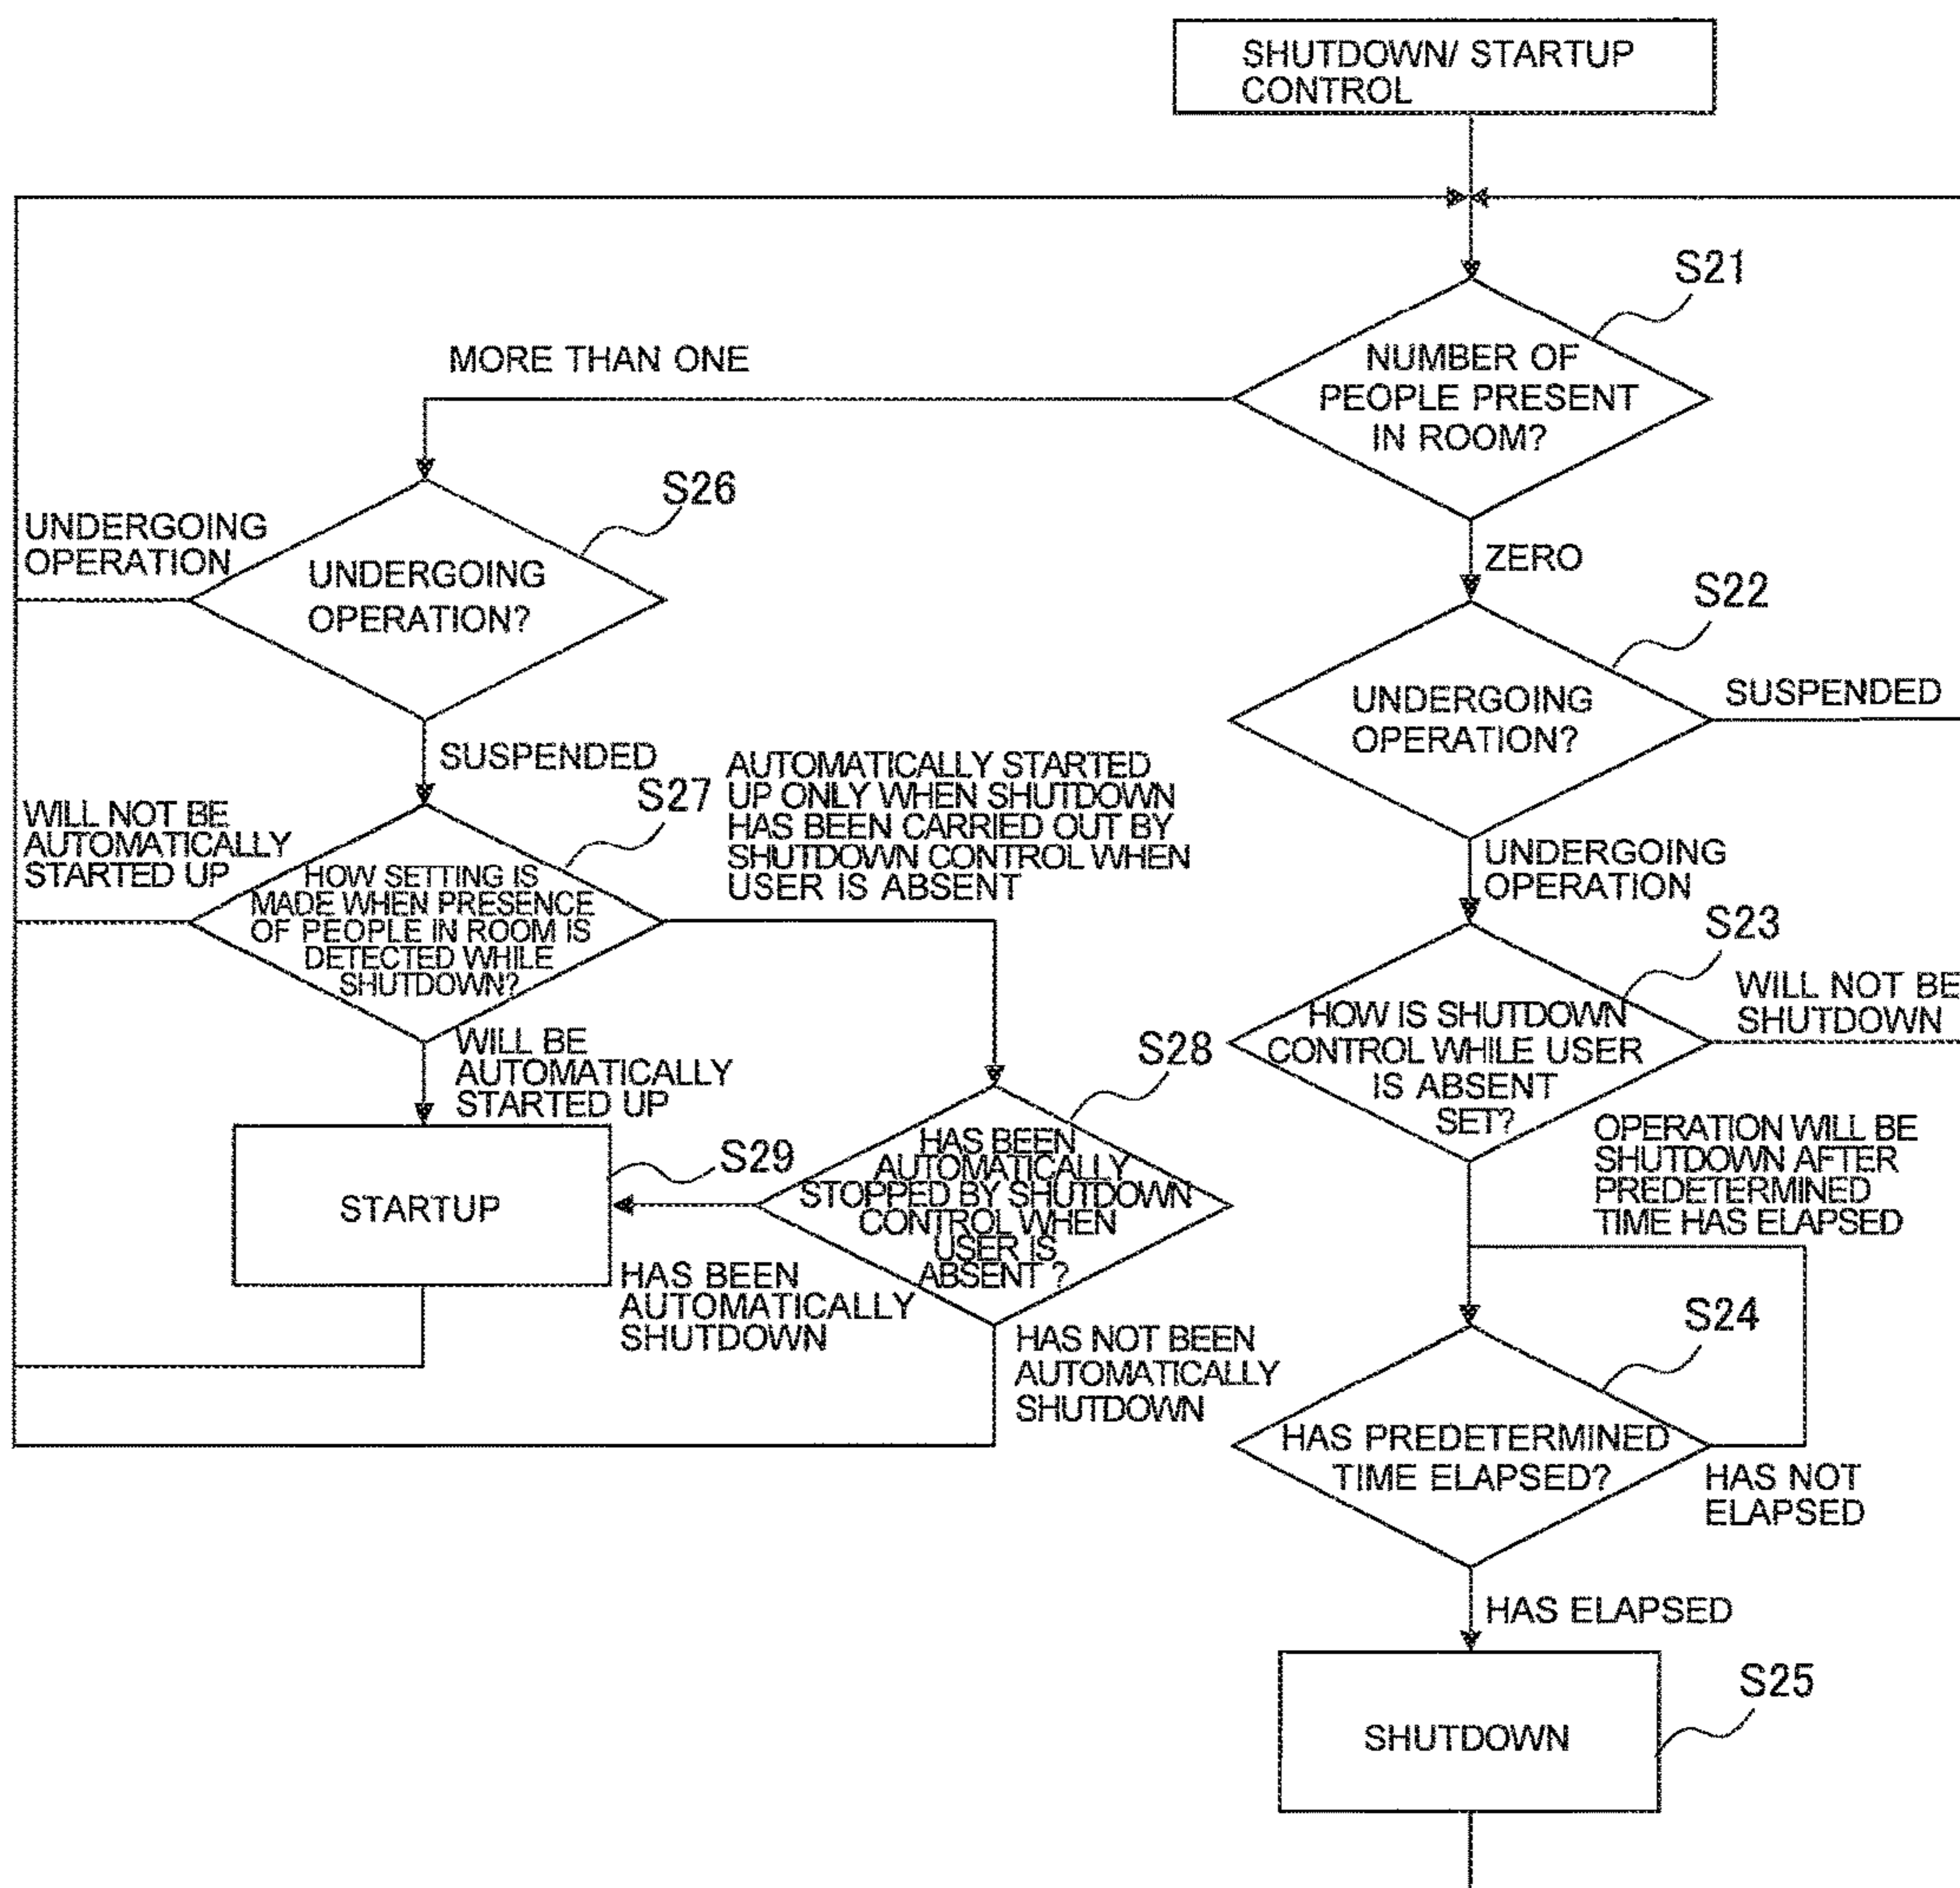 SHUTDOWN/ STARTUP
CONTROL
S21
NUMBER OF
PEOPLE PRESENT
IN ROOM?
MORE THAN ONE
ZERO
S26
UNDERGOING
OPERATION
UNDERGOING
OPERATION?
SUSPENDED
S22
UNDERGOING
OPERATION?
SUSPENDED
UNDERGOING
OPERATION
S27
WILL NOT BE
AUTOMATICALLY
STARTED UP
HOW SETTING IS
MADE WHEN PRESENCE
OF PEOPLE IN ROOM IS
DETECTED WHILE
SHUTDOWN?
AUTOMATICALLY STARTED
UP ONLY WHEN SHUTDOWN
HAS BEEN CARRIED OUT BY
SHUTDOWN CONTROL WHEN
USER IS ABSENT
WILL BE
AUTOMATICALLY
STARTED UP
S23
HOW IS SHUTDOWN
CONTROL WHILE USER
IS ABSENT
SET?
WILL NOT BE
SHUTDOWN
OPERATION WILL BE
SHUTDOWN AFTER
PREDETERMINED
TIME HAS ELAPSED
S28
HAS BEEN
AUTOMATICALLY
STOPPED BY SHUTDOWN
CONTROL WHEN
USER IS
ABSENT ?
S29
STARTUP
HAS BEEN
AUTOMATICALLY
SHUTDOWN
HAS NOT BEEN
AUTOMATICALLY
SHUTDOWN
S24
HAS PREDETERMINED
TIME ELAPSED?
HAS NOT
ELAPSED
HAS ELAPSED
S25
SHUTDOWN